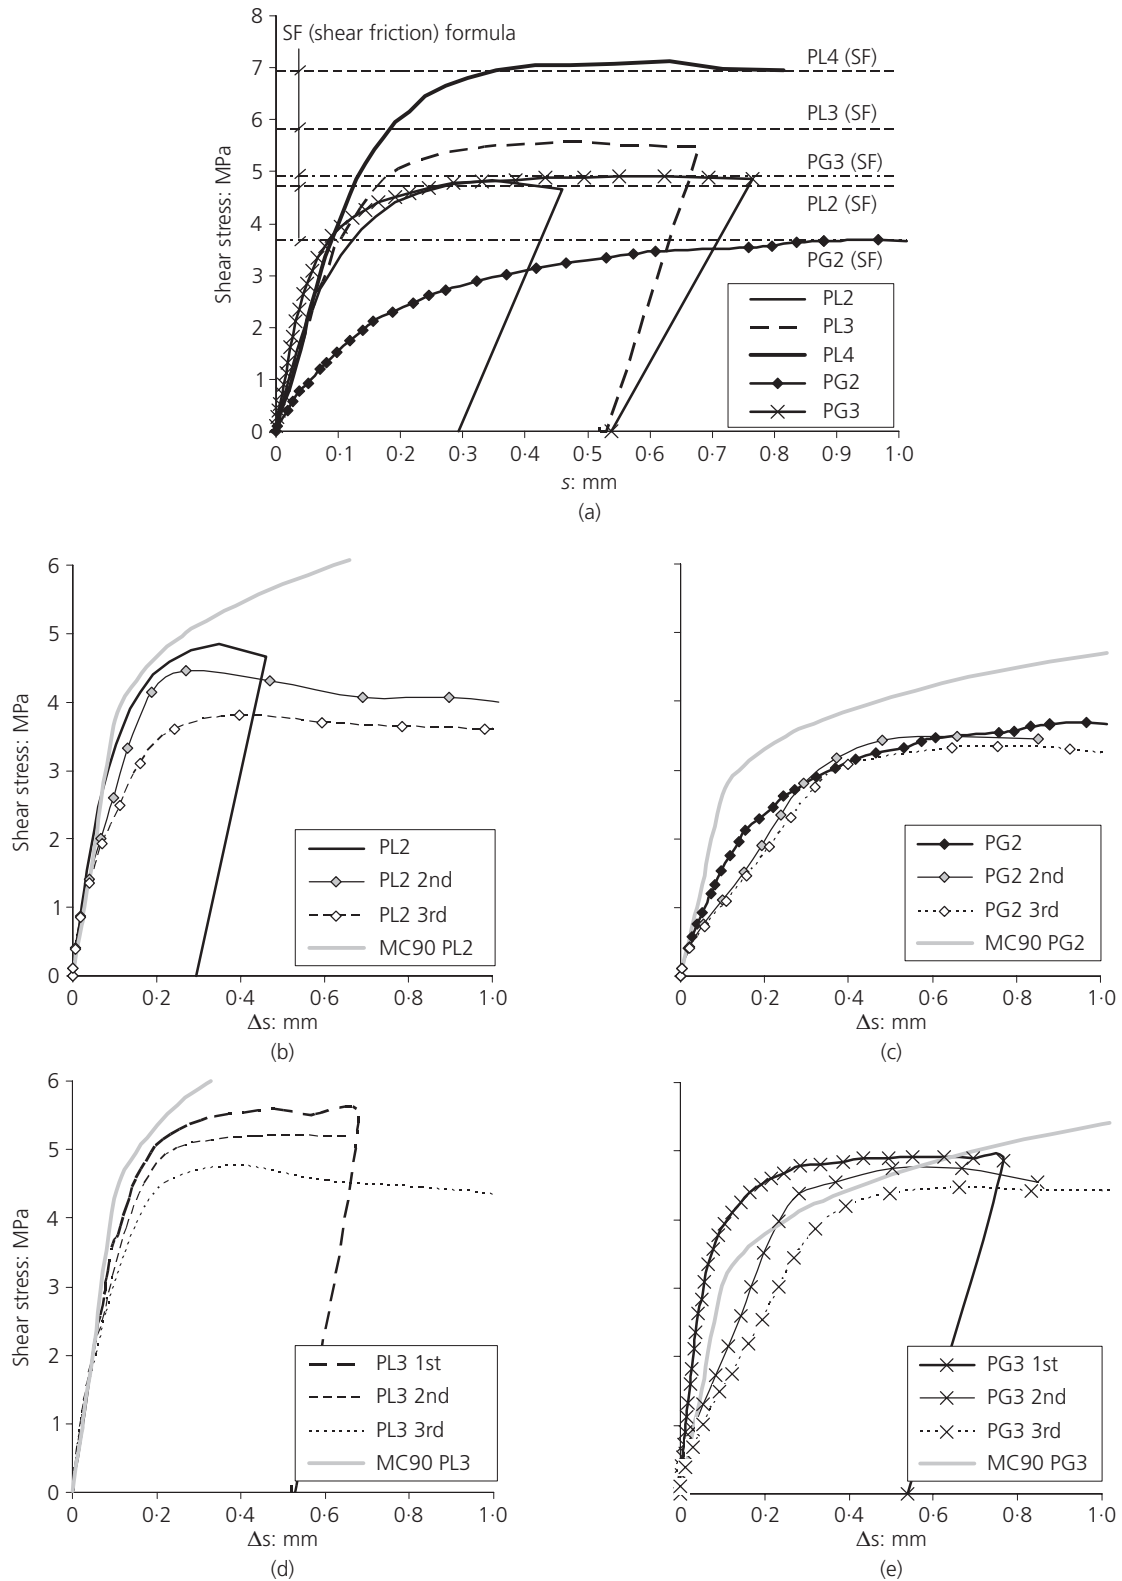 8
SF (shear friction) formula
PL4 (SF)
7
6
PL3 (SF)
PG3 (SF)
5
PL2 (SF)
4
PG2 (SF)
3
2
1
0
Shear stress: MPa
PL2
PL3
PL4
PG2
PG3
0 0·1 0·2 0·3 0·4 0·5 0·6 0·7 0·8 0·9 1·0
s: mm
(a)
6
5
4
3
2
1
0
Shear stress: MPa
PL2
PL2 2nd
PL2 3rd
MC90 PL2
0 0·2 0·4 0·6 0·8 1·0
Δs: mm
(b)
PG2
PG2 2nd
PG2 3rd
MC90 PG2
0 0·2 0·4 0·6 0·8 1·0
Δs: mm
(c)
6
5
4
3
2
1
0
Shear stress: MPa
PL3 1st
PL3 2nd
PL3 3rd
MC90 PL3
0 0·2 0·4 0·6 0·8 1·0
Δs: mm
(d)
PG3 1st
PG3 2nd
PG3 3rd
MC90 PG3
0 0·2 0·4 0·6 0·8 1·0
Δs: mm
(e)